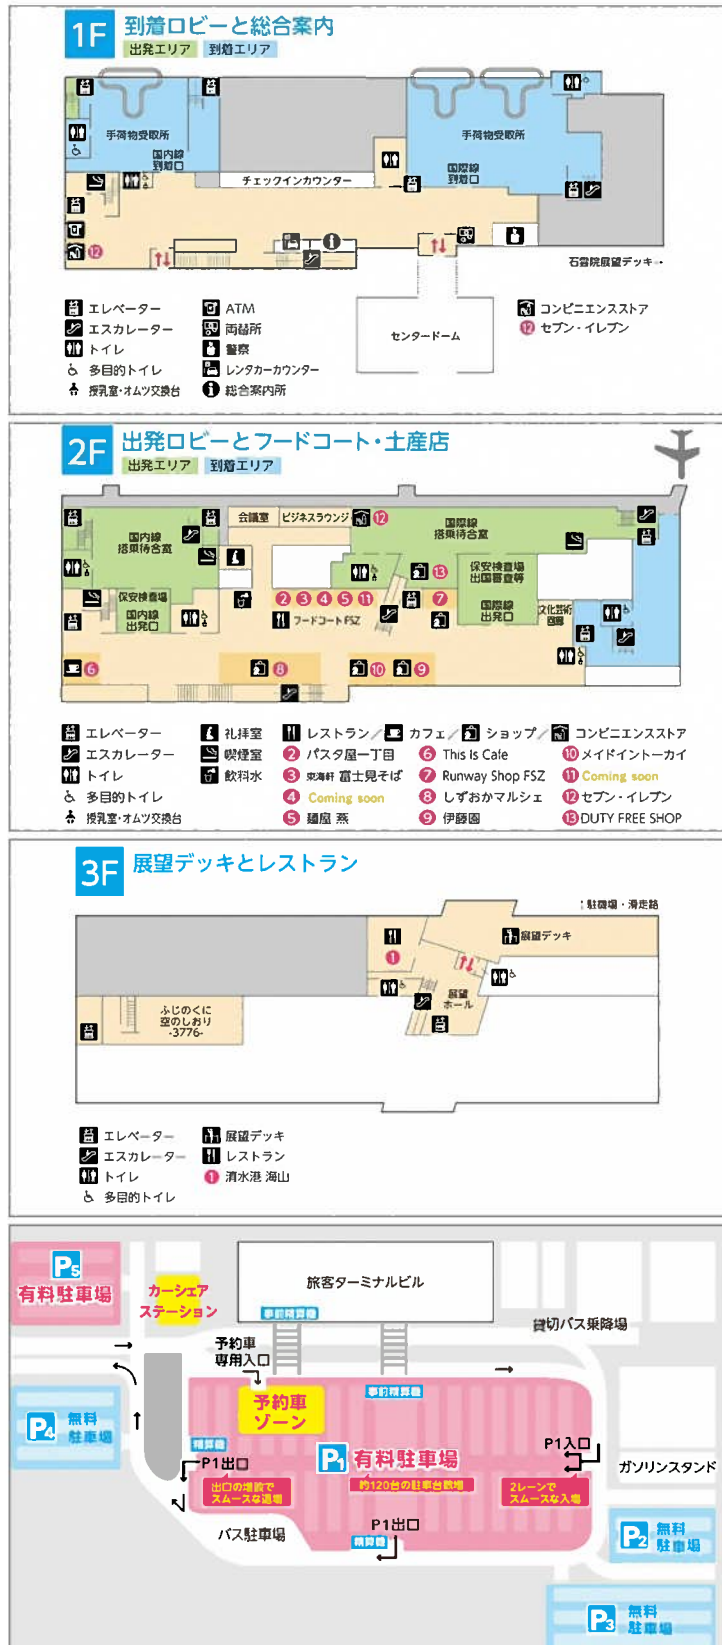 1F 到着ロビーと総合案内
出発エリア 到着エリア
手荷物受取所
国内線
到着口
手荷物受取所
国際線
到着口
チェックインカウンター
12
石雲院展望デッキ→
センタードーム
エレベーター
エスカレーター
トイレ
多目的トイレ
授乳室・オムツ交換台
ATM
両替所
警察
レンタカーカウンター
総合案内所
コンビニエンスストア
12 セブン-イレブン
2F 出発ロビーとフードコート・土産店
出発エリア 到着エリア
国内線
搭乗待合室
会議室 ビジネスラウンジ 12
国際線
搭乗待合室
保安検査場
国内線
出発口
13
保安検査場
出国審査等
国際線
出発口
文化芸術
回廊
2 3 4 5 11 7
フードコートFSZ
6 8 10 9
エレベーター
エスカレーター
トイレ
多目的トイレ
授乳室・オムツ交換台
礼拝室
喫煙室
飲料水
レストラン/カフェ/ショップ/コンビニエンスストア
2 パスタ屋一丁目
3 東海軒 富士見そば
4 Coming soon
5 麺座 燕
6 This Is Cafe
7 Runway Shop FSZ
8 しずおかマルシェ
9 伊藤園
10 メイドイントーカイ
11 Coming soon
12 セブン-イレブン
13 DUTY FREE SHOP
3F 展望デッキとレストラン
↑駐機場・滑走路
展望デッキ
1
展望
ホール
ふじのくに
空のしおり
-3776-
エレベーター
エスカレーター
トイレ
多目的トイレ
展望デッキ
レストラン
1 清水港 海山
P5
有料駐車場
カーシェア
ステーション
旅客ターミナルビル
事前精算機
貸切バス乗降場
予約車
専用入口
P4 無料
駐車場
予約車
ゾーン
事前精算機
精算機
P1出口
P1 有料駐車場
P1入口
ガソリンスタンド
出口の増設で
スムースな退場
約120台の駐車台数増
2レーンで
スムースな入場
バス駐車場
P1出口
精算機
P2 無料
駐車場
P3 無料
駐車場